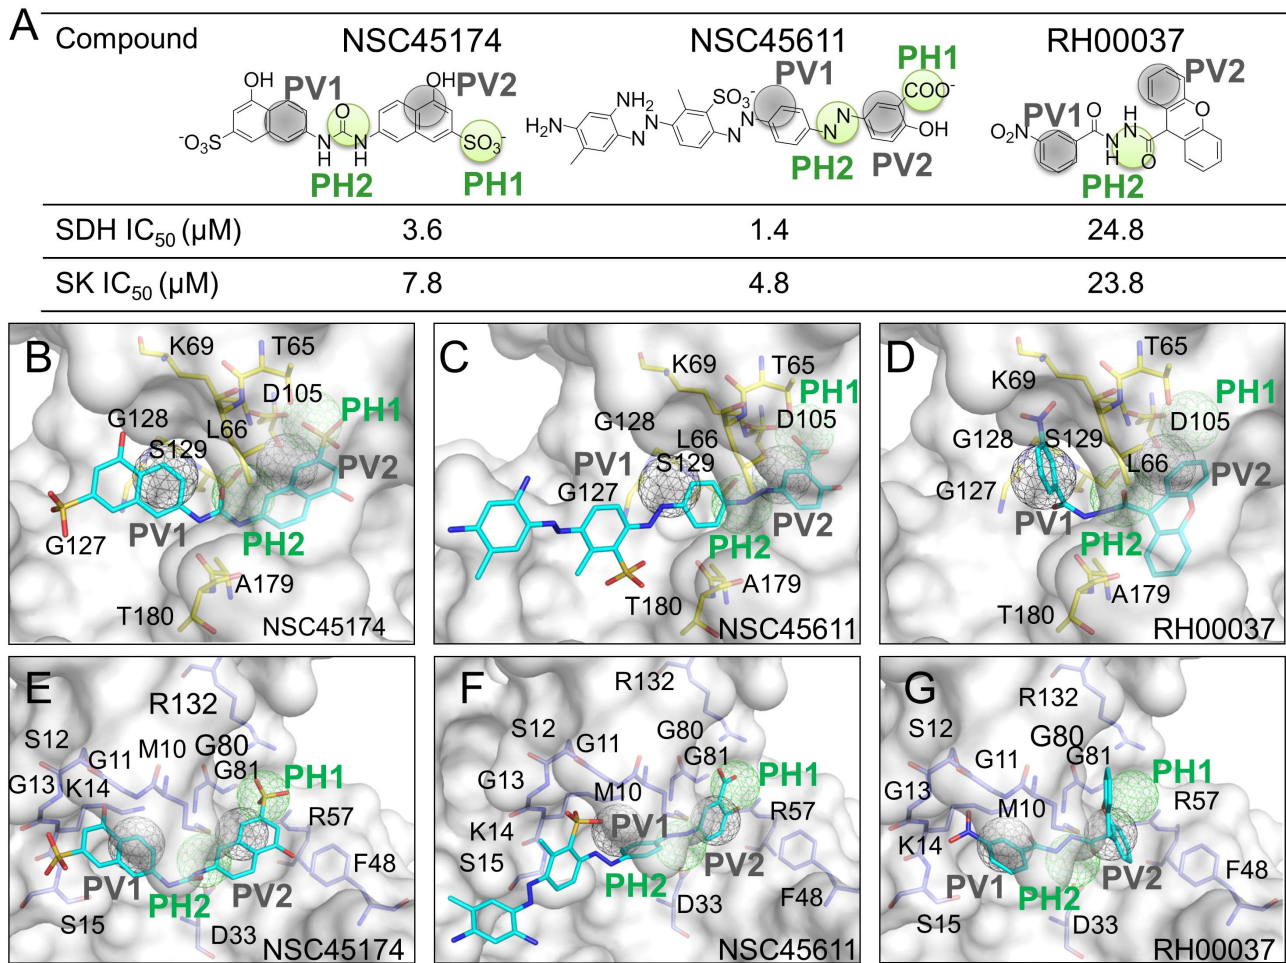 A
Compound NSC45174 NSC45611 RH00037
OH PV1 OH PV2
O
⁻O₃S N H N H SO₃⁻
PH2 PH1
PV1 PH1
NH₂ SO₃⁻ COO⁻
H₂N N N N N N N OH
PH2 PV2
PV2
PV1 O
O₂N O H N N H O
PH2
SDH IC₅₀ (µM) 3.6 1.4 24.8
SK IC₅₀ (µM) 7.8 4.8 23.8
B
K69 T65
D105
PH1
G128 L66
S129
PV2
PV1
G127 PH2
A179
T180
NSC45174
C
K69 T65
PH1
G128 D105
L66
PV1 S129
G127
PV2
PH2
A179
T180
NSC45611
D
T65
K69
PH1
D105
G128 S129
L66
PV2
G127
PV1
PH2
A179
T180
RH00037
E
R132
S12
G11 M10 G80
G13 K14 G81
PH1
R57
F48
PV1 PV2
PH2
S15
D33
NSC45174
F
R132
S12
G11 G80
G81
G13 PH1
M10
R57
K14 PV1
S15 PV2
PH2
F48
D33
NSC45611
G
R132
S12
G80
G11 G81
PH1
G13
R57
M10
K14
PV1 PV2
PH2
F48
S15
D33
RH00037